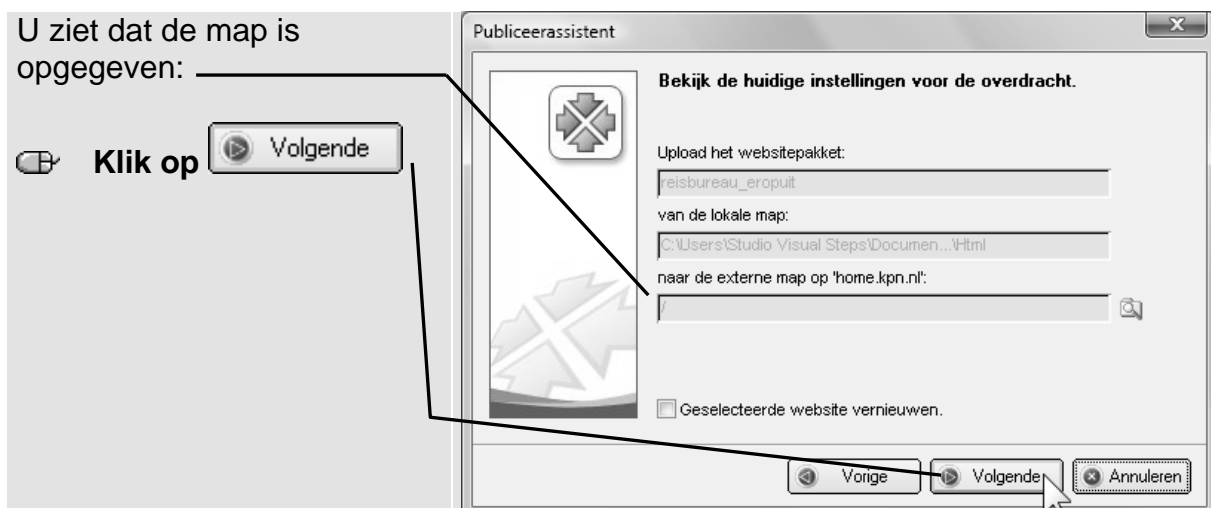 U ziet dat de map is
opgegeven:
Klik op Volgende
Publiceerassistent
Bekijk de huidige instellingen voor de overdracht.
Upload het websitepakket:
reisbureau_eropuit
van de lokale map:
C:\Users\Studio Visual Steps\Documen...\Html
naar de externe map op 'home.kpn.nl':
/
Geselecteerde website vernieuwen.
Vorige Volgende Annuleren